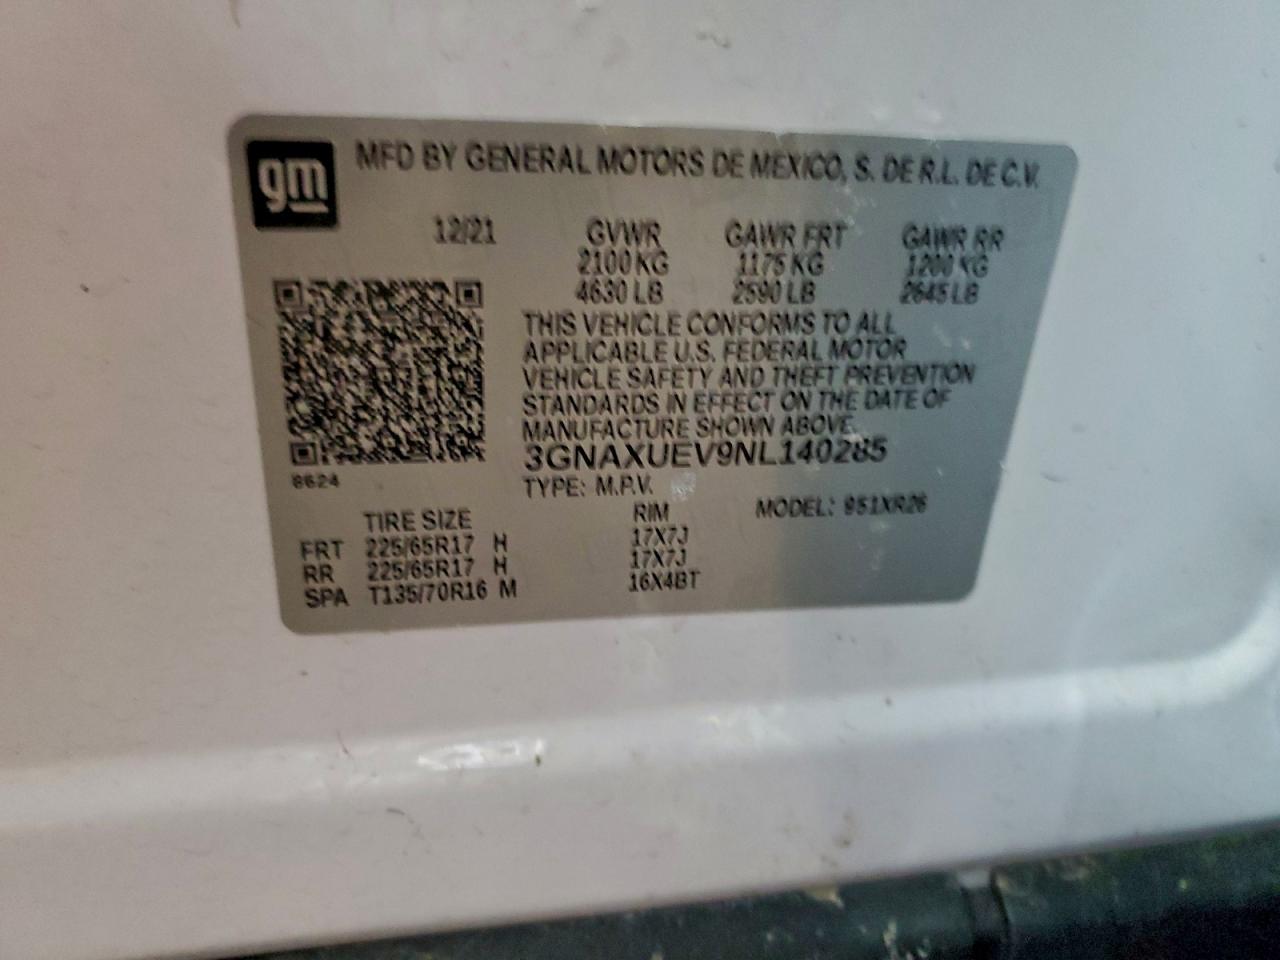 gm MFD BY GENERAL MOTORS DE MEXICO, S. DE R.L. DE C.V.
12/21 GVWR GAWR FRT GAWR RR
2100 KG 1175 KG 1200 KG
4630 LB 2590 LB 2645 LB
THIS VEHICLE CONFORMS TO ALL
APPLICABLE U.S. FEDERAL MOTOR
VEHICLE SAFETY AND THEFT PREVENTION
STANDARDS IN EFFECT ON THE DATE OF
MANUFACTURE SHOWN ABOVE.
3GNAXUEV9NL140285
8624
TYPE: M.P.V. MODEL: 951XR26
TIRE SIZE RIM
FRT 225/65R17 H 17X7J
RR 225/65R17 H 17X7J
SPA T135/70R16 M 16X4BT